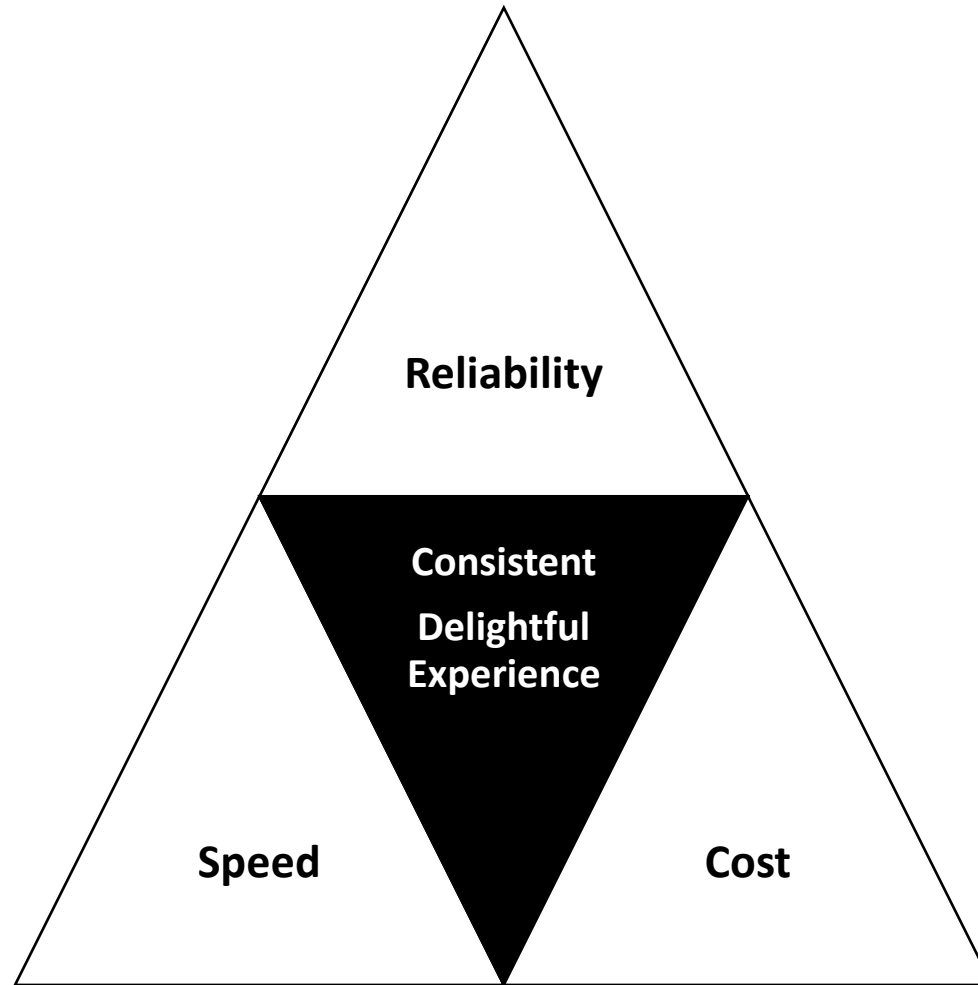 Reliability
Consistent
Delightful
Experience
Speed
Cost